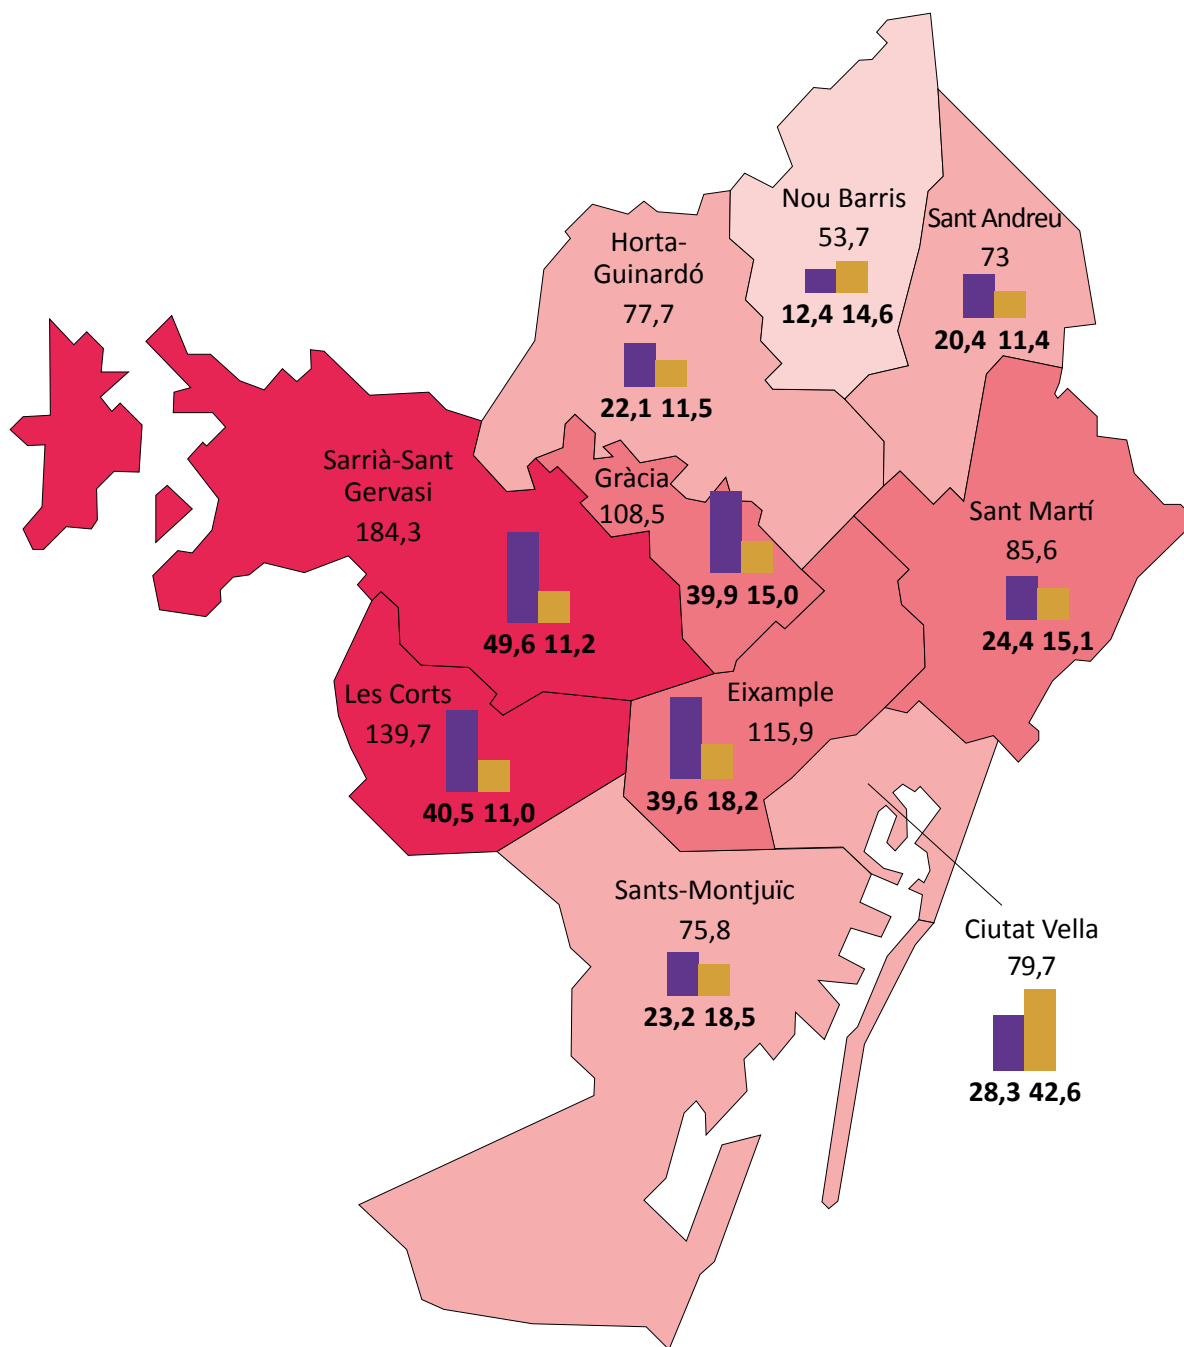 Nou Barris
53,7
12,4 14,6
Sant Andreu
73
20,4 11,4
Horta-
Guinardó
77,7
22,1 11,5
Sarrià-Sant
Gervasi
184,3
49,6 11,2
Gràcia
108,5
39,9 15,0
Sant Martí
85,6
24,4 15,1
Les Corts
139,7
40,5 11,0
Eixample
115,9
39,6 18,2
Sants-Montjuïc
75,8
23,2 18,5
Ciutat Vella
79,7
28,3 42,6